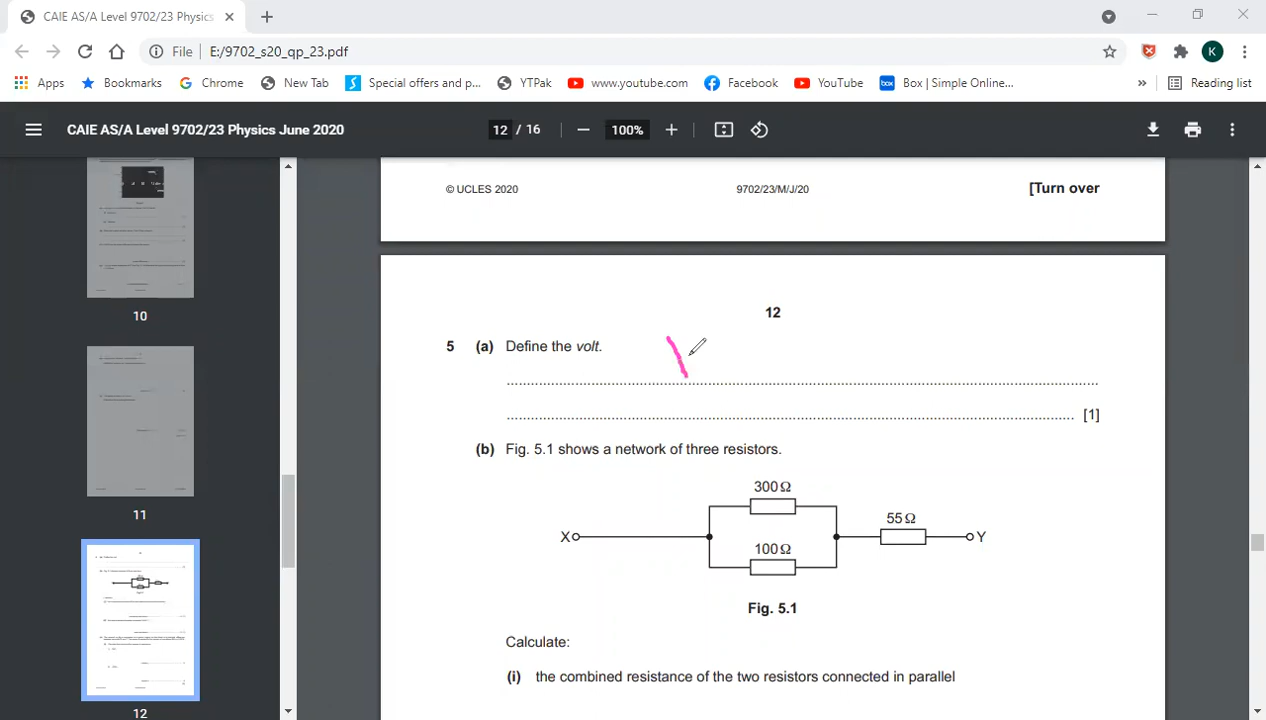 CAIE AS/A Level 9702/23 Physics
File E:/9702_s20_qp_23.pdf K
Apps Bookmarks Chrome New Tab Special offers and p... YTPak www.youtube.com Facebook YouTube box Box | Simple Online... » Reading list
CAIE AS/A Level 9702/23 Physics June 2020 12 / 16 100%
© UCLES 2020 9702/23/M/J/20 [Turn over
10
11
12
12
5 (a) Define the volt.
..........................................................................................................................................
.................................................................................................................................... [1]
(b) Fig. 5.1 shows a network of three resistors.
300 Ω
55 Ω
X Y
100 Ω
Fig. 5.1
Calculate:
(i) the combined resistance of the two resistors connected in parallel